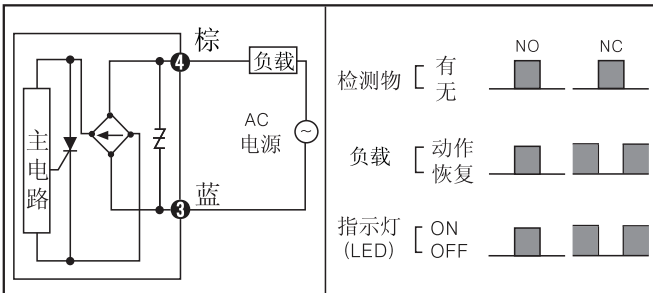 棕
4
负载
AC
电源
~
主电路
蓝
3
NO NC
检测物 有
无
负载 动作
恢复
指示灯 ON
(LED) OFF